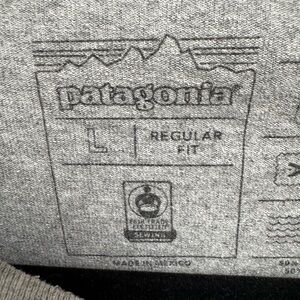 patagonia®
L
REGULAR
FIT
FAIR TRADE
CERTIFIED
SEWING
MADE IN MEXICO